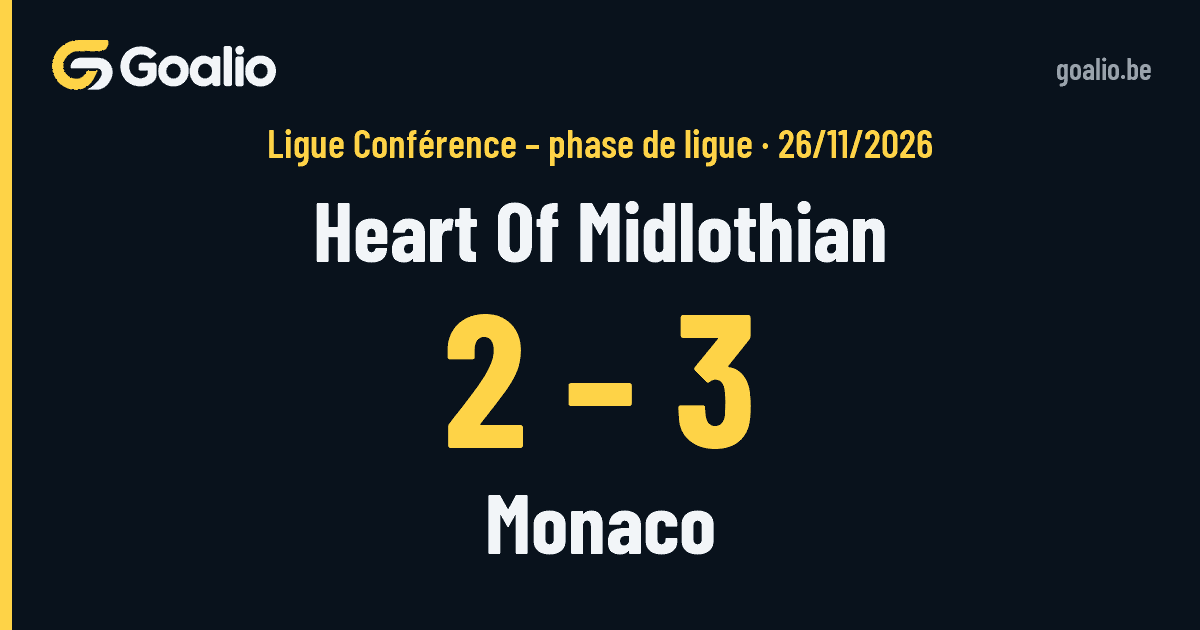 Goalio
goalio.be
Ligue Conférence – phase de ligue · 26/11/2026
Heart Of Midlothian
2 – 3
Monaco